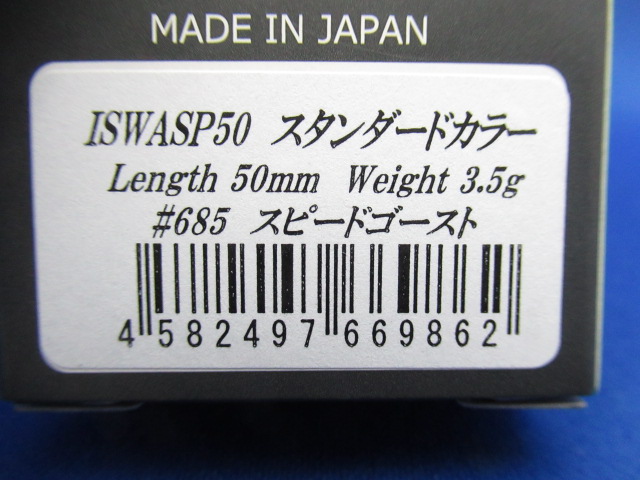 MADE IN JAPAN
ISWASP50 スタンダードカラー
Length 50mm Weight 3.5g
#685 スピードゴースト
4 582497 669862